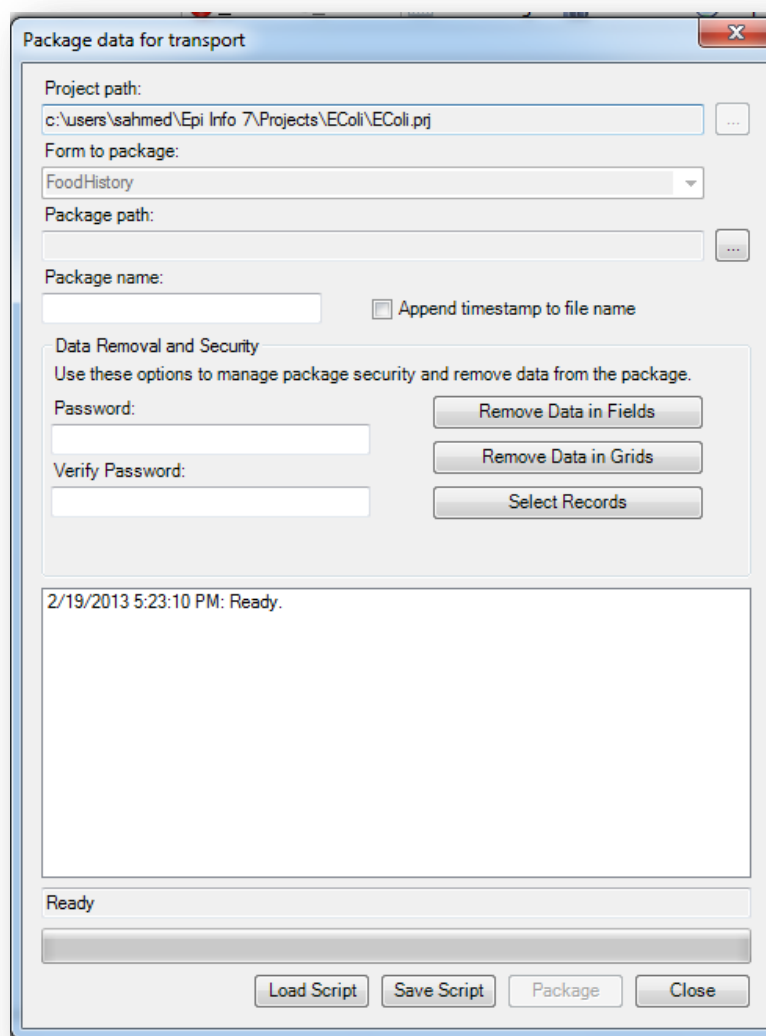 Package data for transport
Project path:
c:\users\sahmed\Epi Info 7\Projects\EColi\EColi.prj
...
Form to package:
FoodHistory
Package path:
...
Package name:
Append timestamp to file name
Data Removal and Security
Use these options to manage package security and remove data from the package.
Password:
Remove Data in Fields
Remove Data in Grids
Verify Password:
Select Records
2/19/2013 5:23:10 PM: Ready.
Ready
Load Script
Save Script
Package
Close